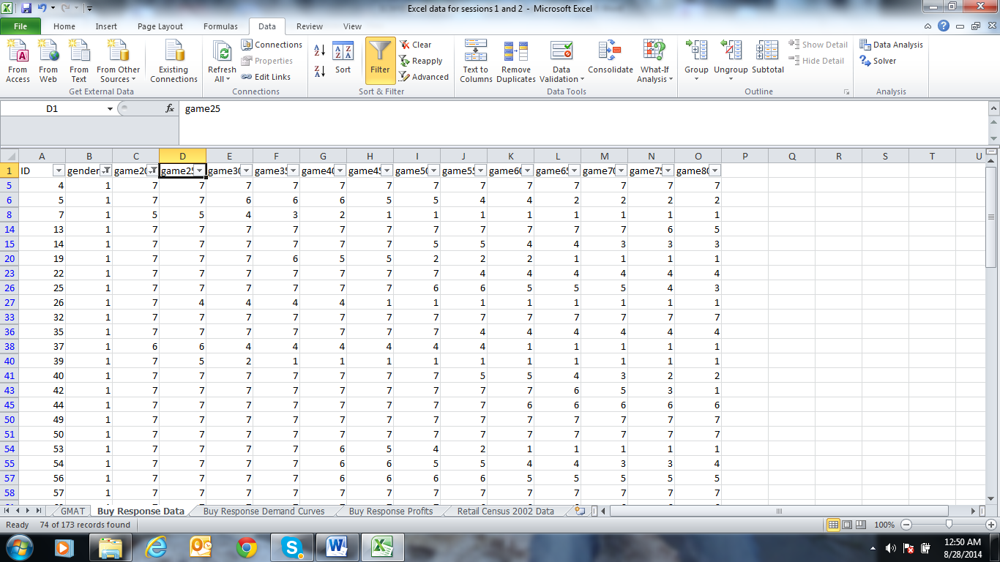 Excel data for sessions 1 and 2 - Microsoft Excel
File Home Insert Page Layout Formulas Data Review View
From Access From Web From Text From Other Sources Existing Connections Refresh All Connections Properties Edit Links Sort Filter Clear Reapply Advanced Text to Columns Remove Duplicates Data Validation Consolidate What-If Analysis Group Ungroup Subtotal Show Detail Hide Detail Data Analysis Solver
Get External Data Connections Sort & Filter Data Tools Outline Analysis
D1 fx game25
A B C D E F G H I J K L M N O P Q R S T U
1 ID gender game20 game25 game30 game35 game40 game45 game50 game55 game60 game65 game70 game75 game80
5 4 1 7 7 7 7 7 7 7 7 7 7 7 7 7
6 5 1 7 7 6 6 6 5 5 4 4 2 2 2 2
8 7 1 5 5 4 3 2 1 1 1 1 1 1 1 1
14 13 1 7 7 7 7 7 7 7 7 7 7 7 6 5
15 14 1 7 7 7 7 7 7 5 5 4 4 3 3 3
20 19 1 7 7 7 6 5 5 2 2 2 1 1 1 1
23 22 1 7 7 7 7 7 7 7 4 4 4 4 4 4
26 25 1 7 7 7 7 7 7 6 6 5 5 5 4 3
27 26 1 7 4 4 4 4 1 1 1 1 1 1 1 1
33 32 1 7 7 7 7 7 7 7 7 7 7 7 7 7
36 35 1 7 7 7 7 7 7 7 4 4 4 4 4 4
38 37 1 6 6 4 4 4 4 4 4 1 1 1 1 1
40 39 1 7 5 2 1 1 1 1 1 1 1 1 1 1
41 40 1 7 7 7 7 7 7 7 5 5 4 3 2 2
43 42 1 7 7 7 7 7 7 7 7 7 6 5 3 1
45 44 1 7 7 7 7 7 7 7 7 6 6 6 6 6
50 49 1 7 7 7 7 7 7 7 7 7 7 7 7 7
51 50 1 7 7 7 7 7 7 7 7 7 7 7 7 7
54 53 1 7 7 7 7 6 5 4 2 1 1 1 1 1
55 54 1 7 7 7 7 6 6 5 5 4 4 3 3 4
57 56 1 7 7 7 7 6 6 6 6 5 5 5 5 5
58 57 1 7 7 7 7 7 7 7 7 7 7 7 7 7
GMAT Buy Response Data Buy Response Demand Curves Buy Response Profits Retail Census 2002 Data
Ready 74 of 173 records found 100%
12:50 AM
8/28/2014